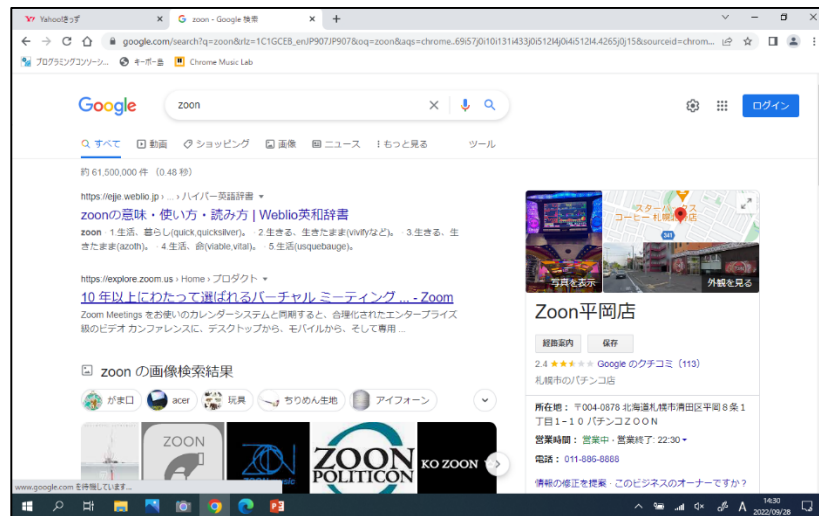 Yahoo!きっず
zoon - Google 検索
google.com/search?q=zoon&rlz=1C1GCEB_enJP907JP907&oq=zoon&aqs=chrome..69i57j0i10i131i433j0i512l4j0i4i512l4.4265j0j15&sourceid=chrom...
プログラミングコンソーシ... キーボー島 Chrome Music Lab
Google zoon ログイン
すべて 動画 ショッピング 画像 ニュース もっと見る ツール
約 61,500,000 件 （0.48 秒）
https://ejje.weblio.jp › ... › ハイパー英語辞書
zoonの意味・使い方・読み方 | Weblio英和辞書
zoon · 1.生活、暮らし(quick,quicksilver)。 · 2.生きる、生きたまま(vivifyなど)。 · 3.生きる、生
きたまま(azoth)。 · 4.生活、命(viable,vital)。 · 5.生活(usquebauge)。
https://explore.zoom.us › Home › プロダクト
10 年以上にわたって選ばれるバーチャル ミーティング ... - Zoom
Zoom Meetings をお使いのカレンダーシステムと同期すると、合理化されたエンタープライズ
級のビデオ カンファレンスに、デスクトップから、モバイルから、そして専用 ...
zoon の画像検索結果
がま口 acer 玩具 ちりめん生地 アイフォーン
ZOON
ZOON music
ZOON
POLITICON
KO ZOON
スターバックス
コーヒー 札幌
341
写真を表示
外観を見る
Zoon平岡店
経路案内 保存
2.4 ★★★★★ Google のクチコミ（113）
札幌市のパチンコ店
所在地： 〒004-0878 北海道札幌市清田区平岡８条１
丁目１−１０ パチンコＺＯＯＮ
営業時間： 営業中 · 営業終了: 22:30
電話： 011-886-8888
情報の修正を提案 · このビジネスのオーナーですか？
www.google.com を待機しています...
A 14:30
2022/09/28